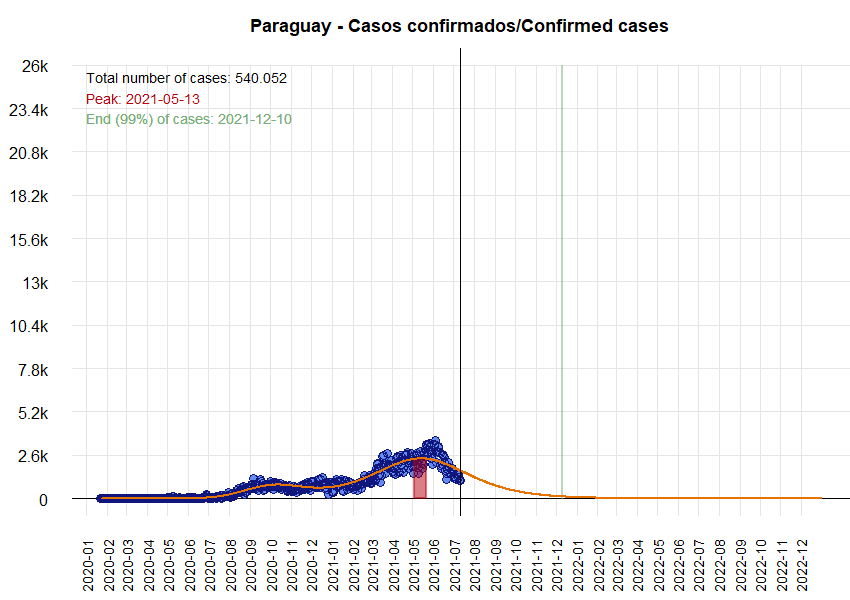 Paraguay - Casos confirmados/Confirmed cases
26k
23.4k
20.8k
18.2k
15.6k
13k
10.4k
7.8k
5.2k
2.6k
0
Total number of cases: 540.052
Peak: 2021-05-13
End (99%) of cases: 2021-12-10
2020-01
2020-02
2020-03
2020-04
2020-05
2020-06
2020-07
2020-08
2020-09
2020-10
2020-10
2020-12
2021-01
2021-02
2021-03
2021-04
2021-05
2021-06
2021-07
2021-08
2021-09
2021-10
2021-11
2021-12
2022-01
2022-02
2022-03
2022-04
2022-05
2022-06
2022-07
2022-08
2022-09
2022-10
2022-11
2022-12